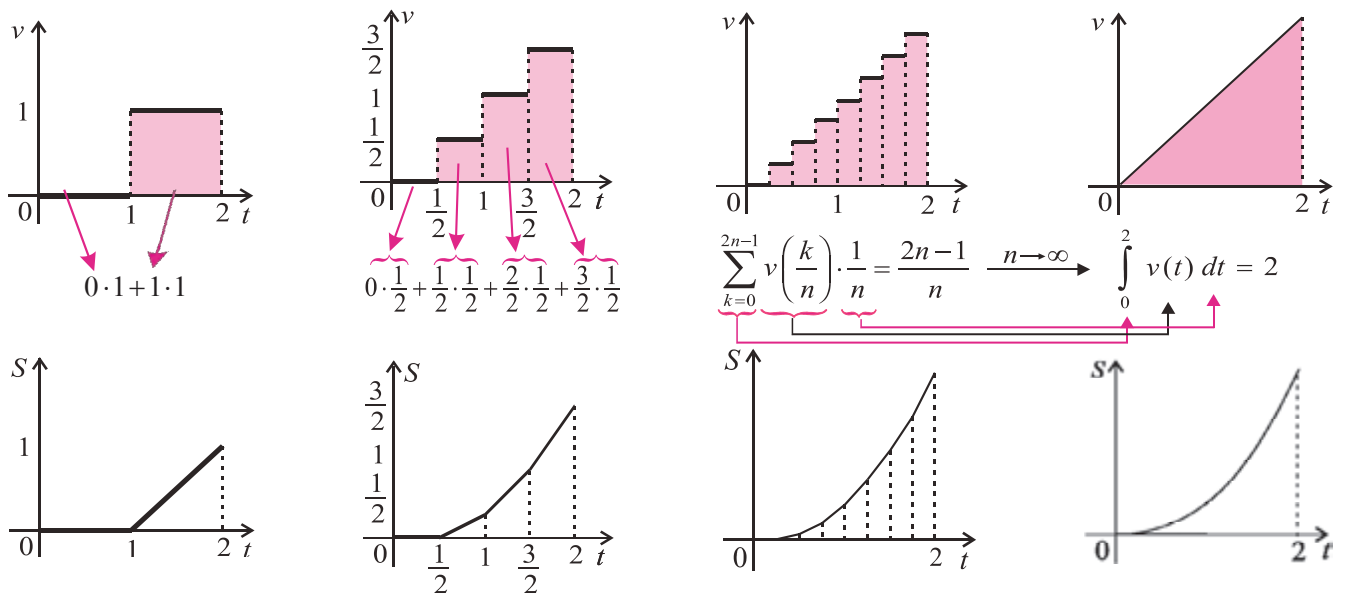 v
1
0
1
2
t
0·1+1·1
v
3/2
1
1/2
0
1/2
1
3/2
2
t
0·1/2+1/2·1/2+2/2·1/2+3/2·1/2
v
0
1
2
t
v
0
2
t
2n−1
∑ v(k/n)·1/n=(2n−1)/n
k=0
n→∞
2
∫ v(t) dt = 2
0
S
1
0
1
2
t
S
3/2
1
1/2
0
1/2
1
3/2
2
t
S
0
2
t
s
0
2
t